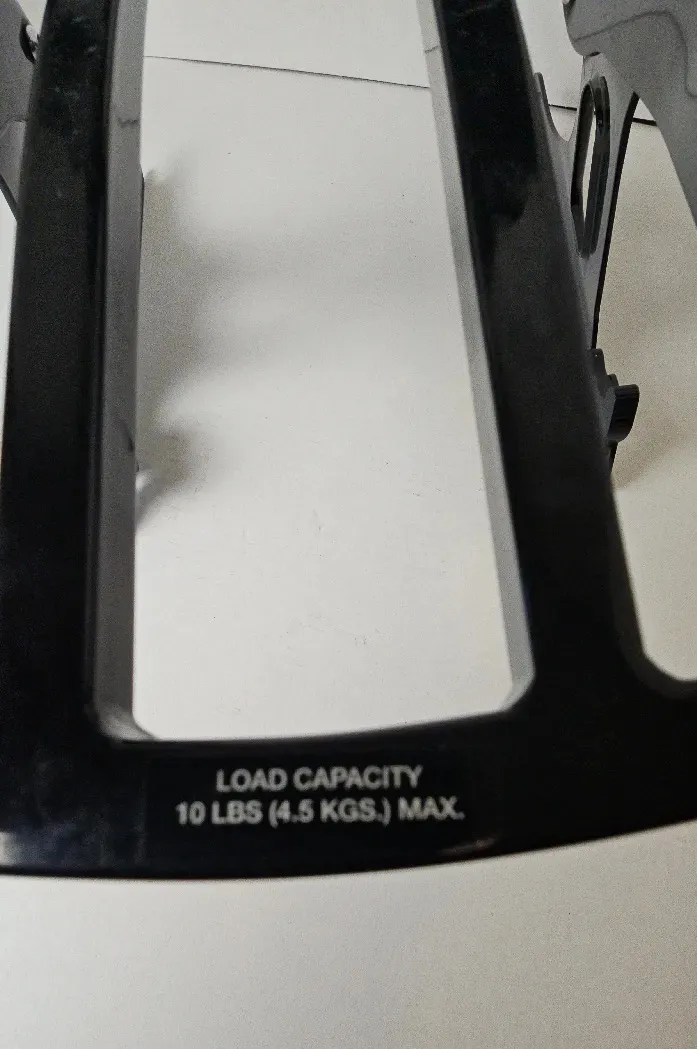 LOAD CAPACITY
10 LBS (4.5 KGS.) MAX.